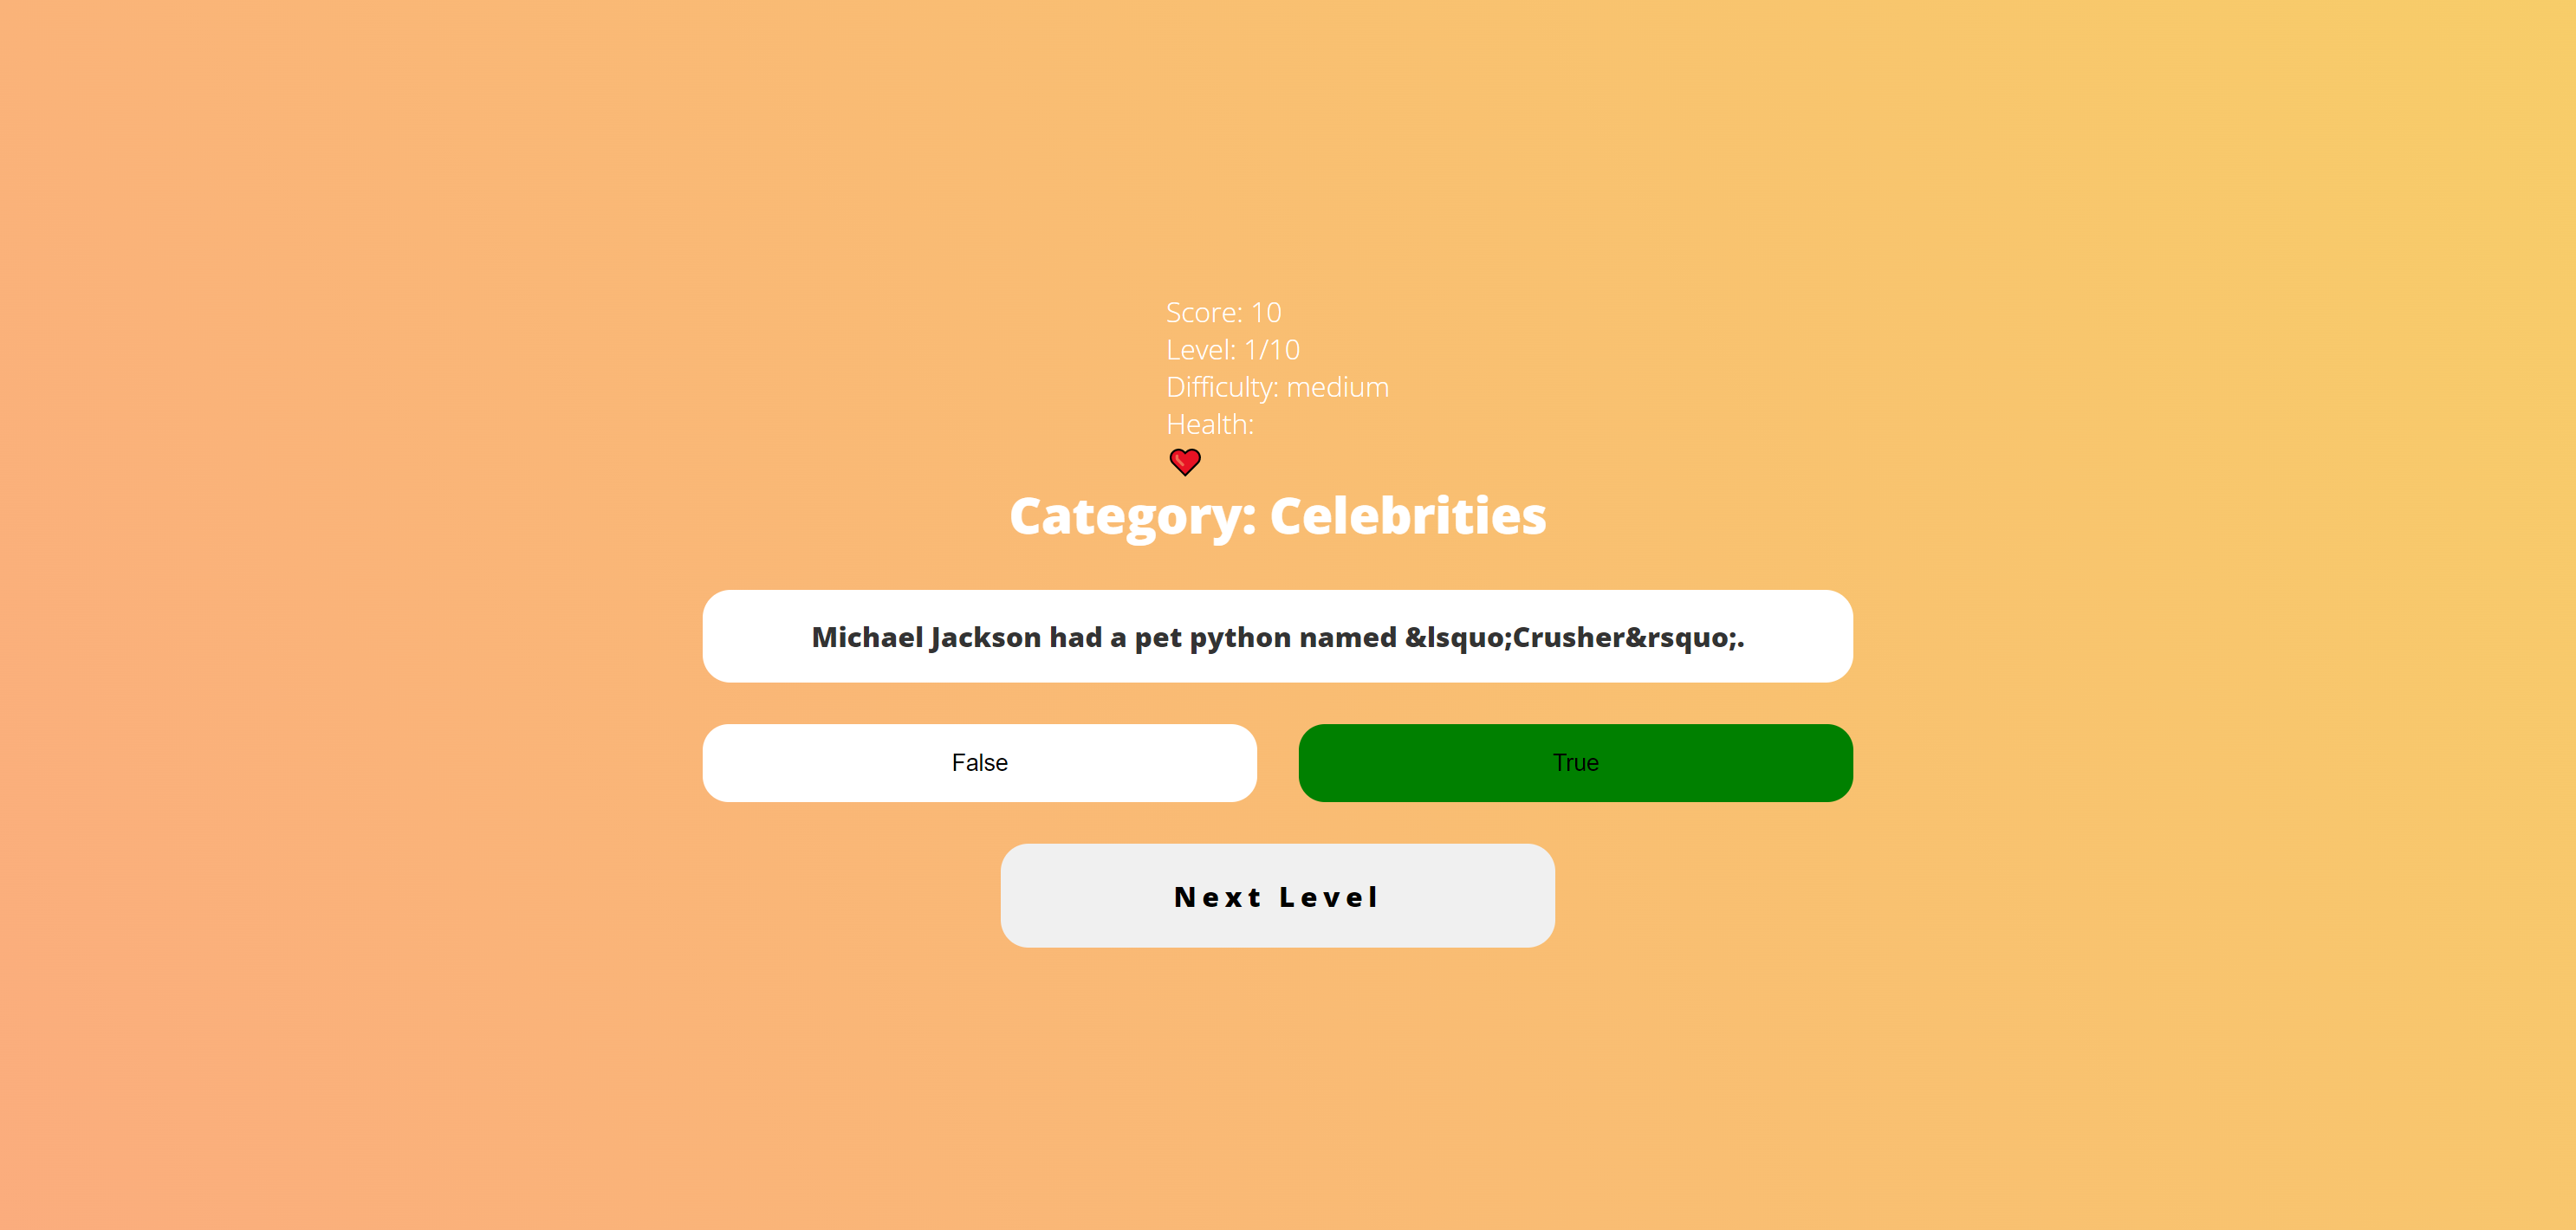 Score: 10
Level: 1/10
Difficulty: medium
Health:
Category: Celebrities
Michael Jackson had a pet python named &lsquo;Crusher&rsquo;.
False
True
Next Level